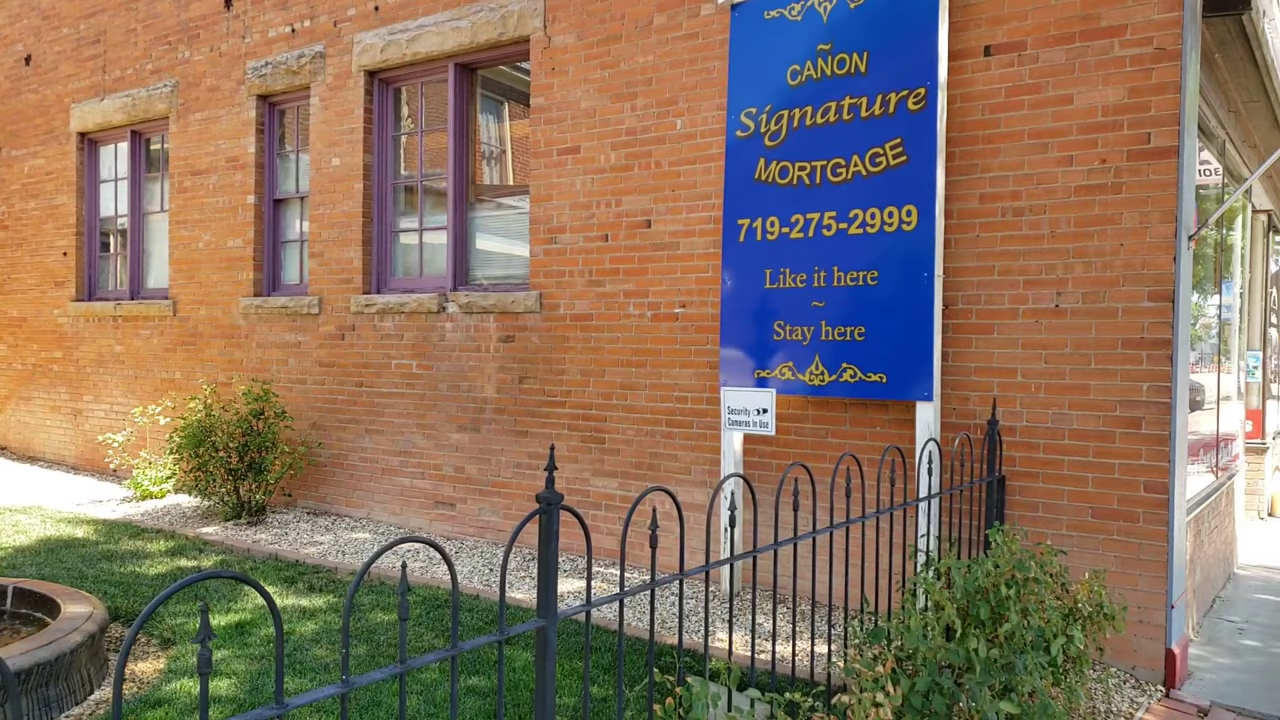 CAÑON
Signature
MORTGAGE
719-275-2999
Like it here
~
Stay here
Security
Cameras In Use